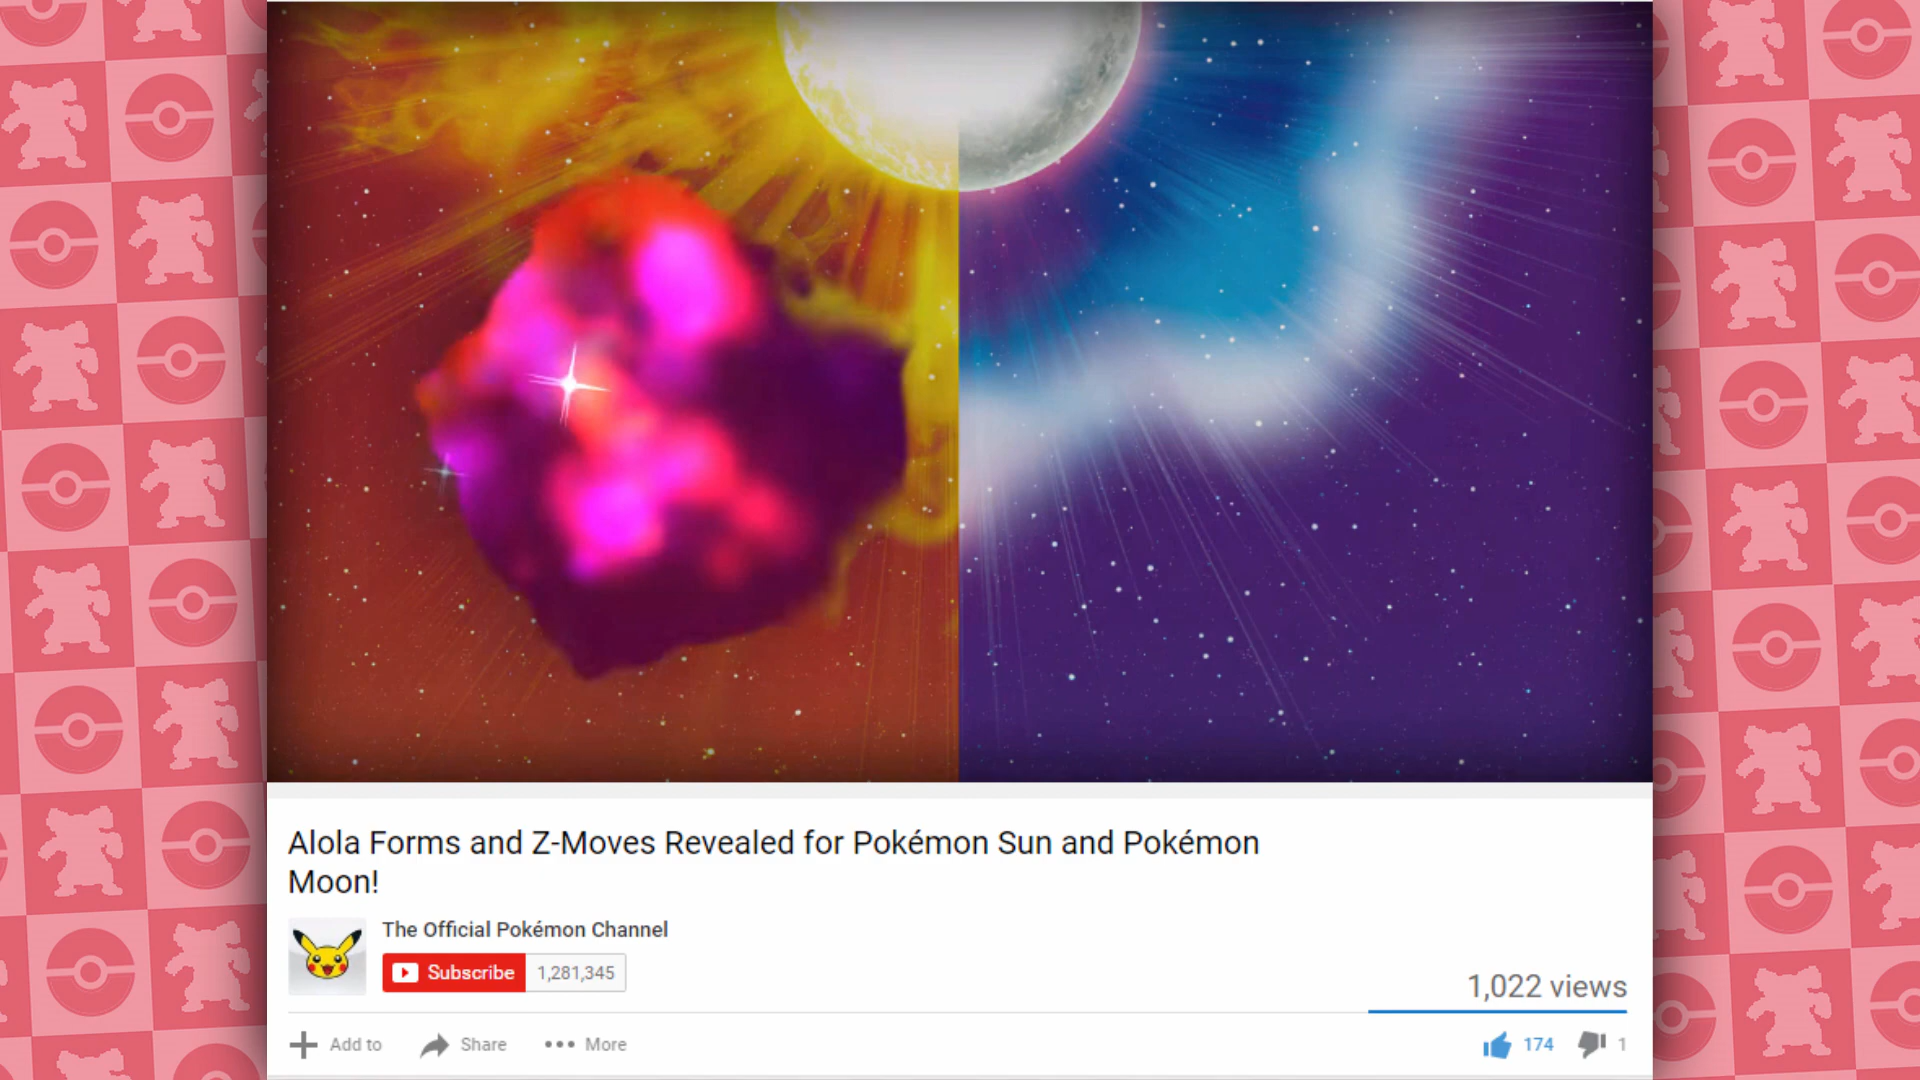 Alola Forms and Z-Moves Revealed for Pokémon Sun and Pokémon
Moon!
The Official Pokémon Channel
Subscribe 1,281,345
1,022 views
Add to Share More
174 1